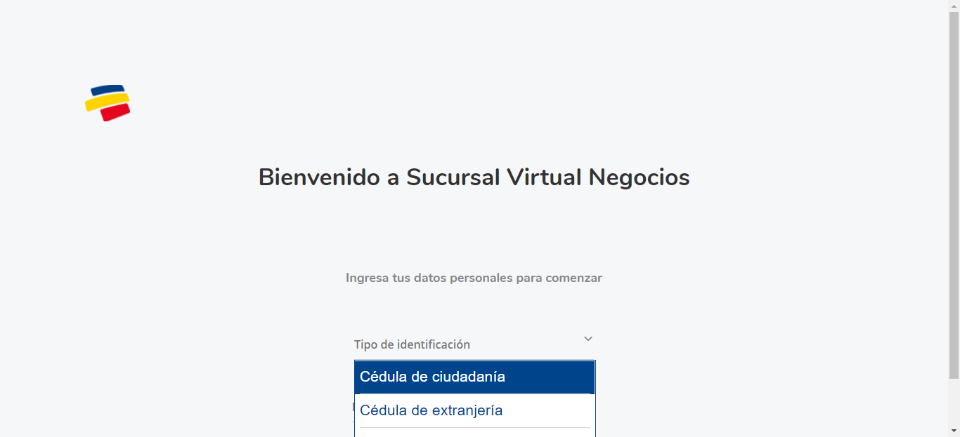 Bienvenido a Sucursal Virtual Negocios
Ingresa tus datos personales para comenzar
Tipo de identificación
Cédula de ciudadanía
Cédula de extranjería